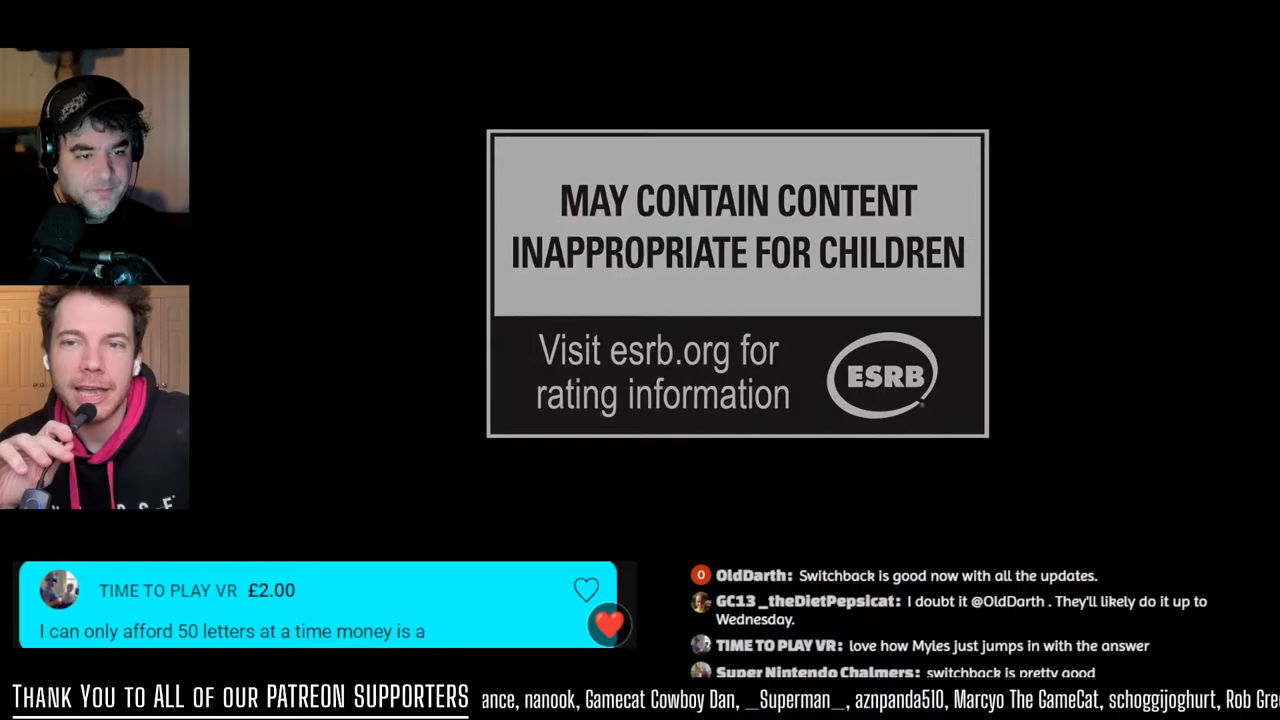 MAY CONTAIN CONTENT
INAPPROPRIATE FOR CHILDREN
Visit esrb.org for
rating information
ESRB
TIME TO PLAY VR £2.00
I can only afford 50 letters at a time money is a
O OldDarth: Switchback is good now with all the updates.
GC13 _theDietPepsicat: I doubt it @OldDarth . They'll likely do it up to
Wednesday.
TIME TO PLAY VR: love how Myles just jumps in with the answer
Super Nintendo Chalmers: switchback is pretty good
THANK YOU TO ALL OF OUR PATREON SUPPORTERS
ance, nanook, Gamecat Cowboy Dan, __Superman__, aznpanda510, Marcyo The GameCat, schoggijoghurt, Rob Gre